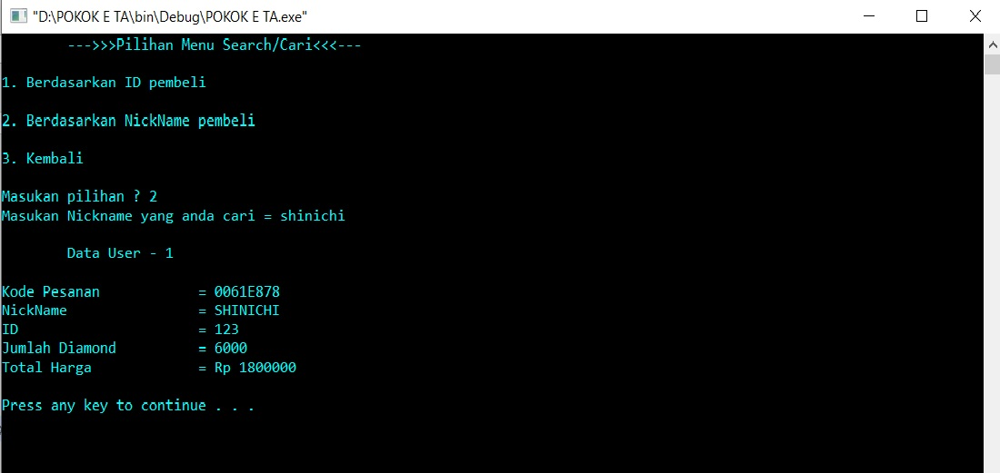 "D:\POKOK E TA\bin\Debug\POKOK E TA.exe"
--->>>Pilihan Menu Search/Cari<<<---
1. Berdasarkan ID pembeli
2. Berdasarkan NickName pembeli
3. Kembali
Masukan pilihan ? 2
Masukan Nickname yang anda cari = shinichi
Data User - 1
Kode Pesanan = 0061E878
NickName = SHINICHI
ID = 123
Jumlah Diamond = 6000
Total Harga = Rp 1800000
Press any key to continue . . .